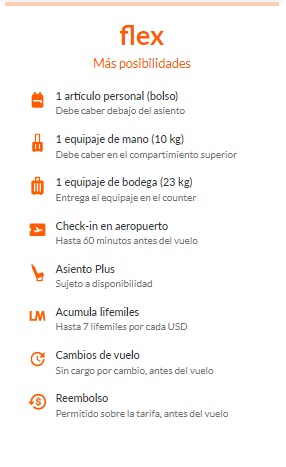 flex
Más posibilidades
1 artículo personal (bolso)
Debe caber debajo del asiento
1 equipaje de mano (10 kg)
Debe caber en el compartimiento superior
1 equipaje de bodega (23 kg)
Entrega el equipaje en el counter
Check-in en aeropuerto
Hasta 60 minutos antes del vuelo
Asiento Plus
Sujeto a disponibilidad
LM Acumula lifemiles
Hasta 7 lifemiles por cada USD
Cambios de vuelo
Sin cargo por cambio, antes del vuelo
Reembolso
Permitido sobre la tarifa, antes del vuelo